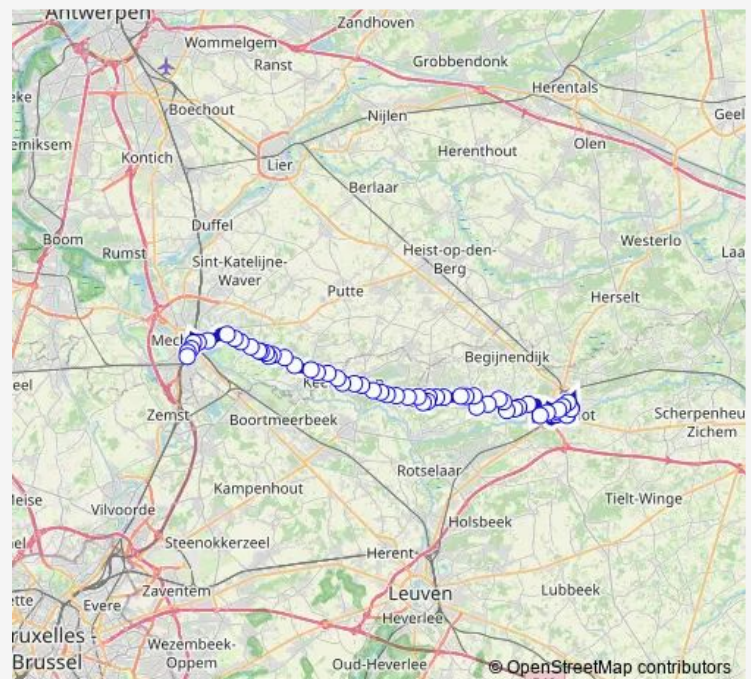 Antwerpen
Zandhoven
Wommelgem
Ranst
Grobbendonk
Herentals
eke
Boechout
Nijlen
Geel
emiksem
Kontich
Herenthout
Olen
Lier
Berlaar
Duffel
Boom
Rumst
Heist-op-den-
Berg
Westerlo
Laa
Sint-Katelijne-
Waver
Putte
Herselt
Mech
Begijnendijk
eel
Kee
Zemst
Boortmeerbeek
ot
Scherpenheu
Zichem
Rotselaar
Meise
Kampenhout
Tielt-Winge
Vilvoorde
Holsbeek
el
Steenokkerzeel
Herent
Zaventem
Leuven
Lubbeek
tte
Evere
Heverlee
ruxelles -
Brussel
Wezembeek-
Oppem
Oud-Heverlee
© OpenStreetMap contributors